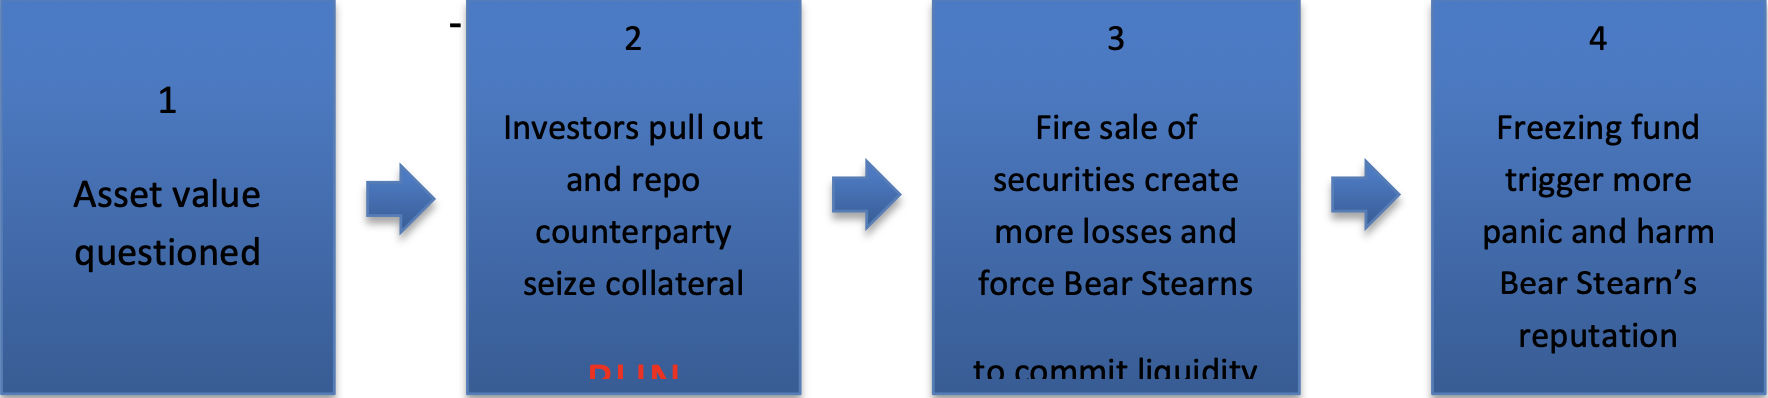 1
Asset value
questioned
-
2
Investors pull out
and repo
counterparty
seize collateral
RUN
3
Fire sale of
securities create
more losses and
force Bear Stearns
to commit liquidity
4
Freezing fund
trigger more
panic and harm
Bear Stearn’s
reputation